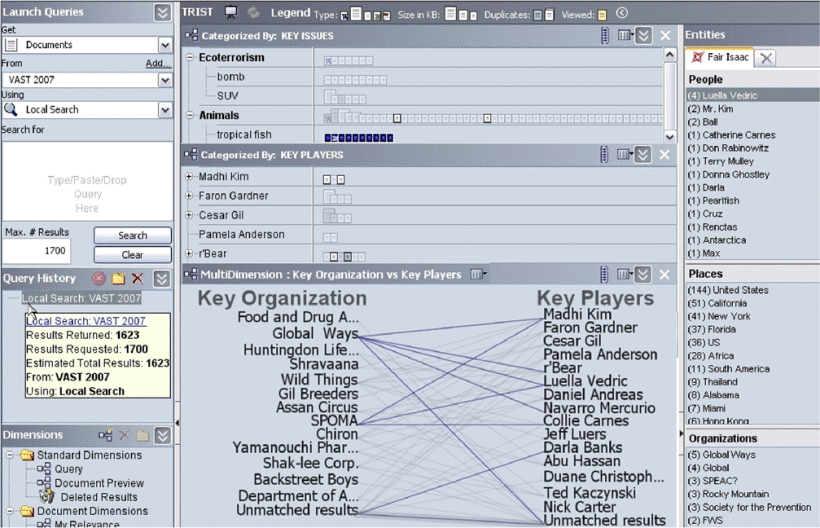 Launch Queries
Get
Documents
From Add...
VAST 2007
Using
Local Search
Search for
Type/Paste/Drop
Query
Here
Max. # Results
1700
Search
Clear
Query History
Local Search: VAST 2007
Local Search: VAST 2007
Results Returned: 1623
Results Requested: 1700
Estimated Total Results: 1623
From: VAST 2007
Using: Local Search
Dimensions
Standard Dimensions
Query
Document Preview
Deleted Results
Document Dimensions
My Relevance
TRIST Legend Type: Size in KB: Duplicates: Viewed:
Categorized By: KEY ISSUES
Ecoterrorism
bomb
SUV
Animals
tropical fish
Categorized By: KEY PLAYERS
Madhi Kim
Faron Gardner
Cesar Gil
Pamela Anderson
r'Bear
MultiDimension : Key Organization vs Key Players
Key Organization
Food and Drug A...
Global Ways
Huntingdon Life...
Shravaana
Wild Things
Gil Breeders
Assan Circus
SPOMA
Chiron
Yamanouchi Phar...
Shak-lee Corp.
Backstreet Boys
Department of A...
Unmatched results
Key Players
Madhi Kim
Faron Gardner
Cesar Gil
Pamela Anderson
r'Bear
Luella Vedric
Daniel Andreas
Navarro Mercurio
Collie Carnes
Jeff Luers
Darla Banks
Abu Hassan
Duane Christoph...
Ted Kaczynski
Nick Carter
Unmatched results
Entities
Fair Isaac
People
(4) Luella Vedric
(2) Mr. Kim
(2) Ball
(1) Catherine Carnes
(1) Don Rabinowitz
(1) Terry Mulley
(1) Donna Ghostley
(1) Darla
(1) Pearlfish
(1) Cruz
(1) Renctas
(1) Antarctica
(1) Max
Places
(144) United States
(51) California
(41) New York
(37) Florida
(36) US
(28) Africa
(11) South America
(9) Thailand
(8) Alabama
(7) Miami
(6) Hong Kong
Organizations
(5) Global Ways
(4) Global
(3) SPEAC?
(3) Rocky Mountain
(3) Society for the Prevention
(2) FWS